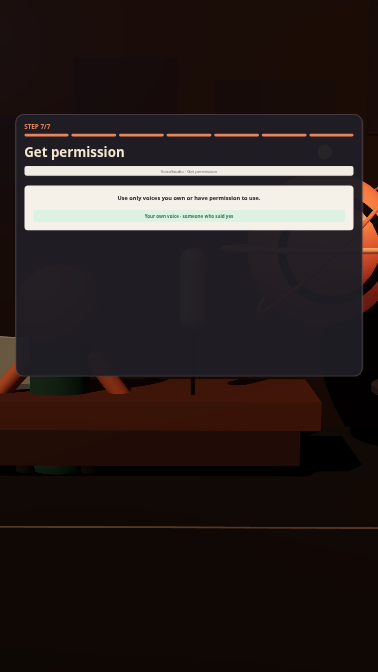 STEP 7/7
Get permission
Get permission
Use only voices you own or have permission to use.
Your own voice · someone who said yes